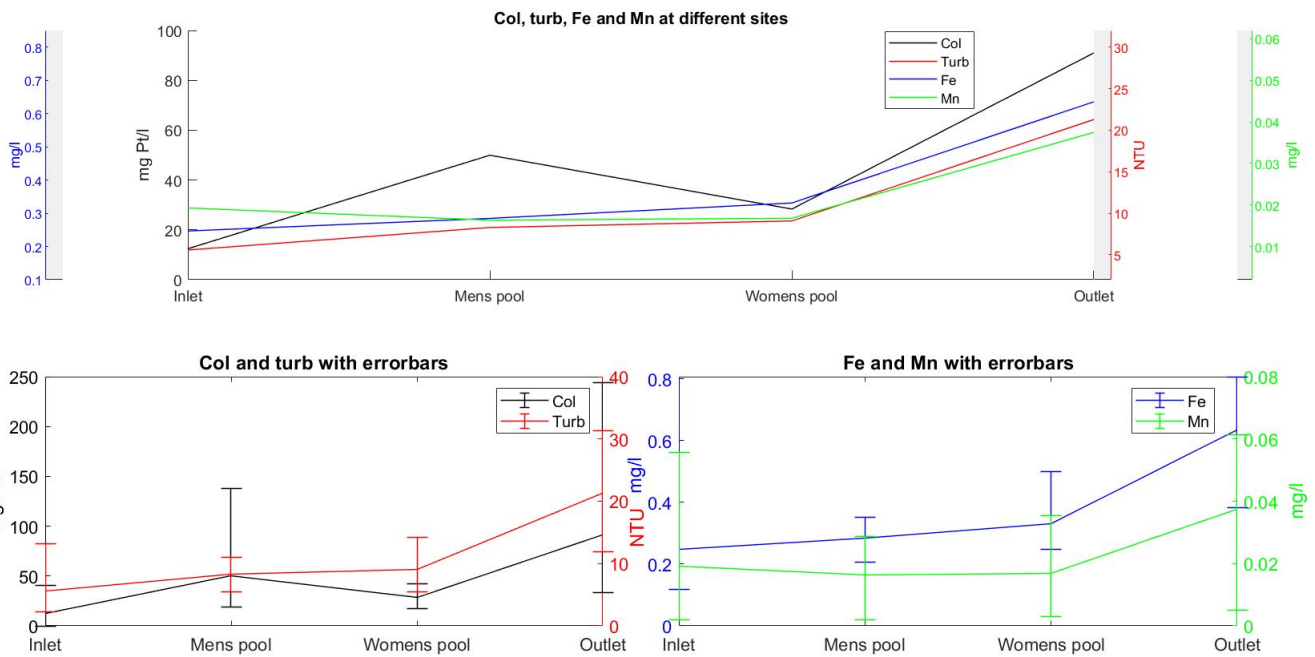 Col, turb, Fe and Mn at different sites
0.8
0.7
0.6
0.5
0.4
0.3
0.2
0.1
mg/l
100
80
60
40
20
0
mg Pt/l
Col
Turb
Fe
Mn
30
25
20
15
10
5
NTU
0.06
0.05
0.04
0.03
0.02
0.01
mg/l
Inlet Mens pool Womens pool Outlet
Col and turb with errorbars
250
200
150
100
50
0
Col
Turb
40
30
20
10
0
NTU
Inlet Mens pool Womens pool Outlet
Fe and Mn with errorbars
0.8
0.6
0.4
0.2
0
mg/l
Fe
Mn
0.08
0.06
0.04
0.02
0
mg/l
Inlet Mens pool Womens pool Outlet